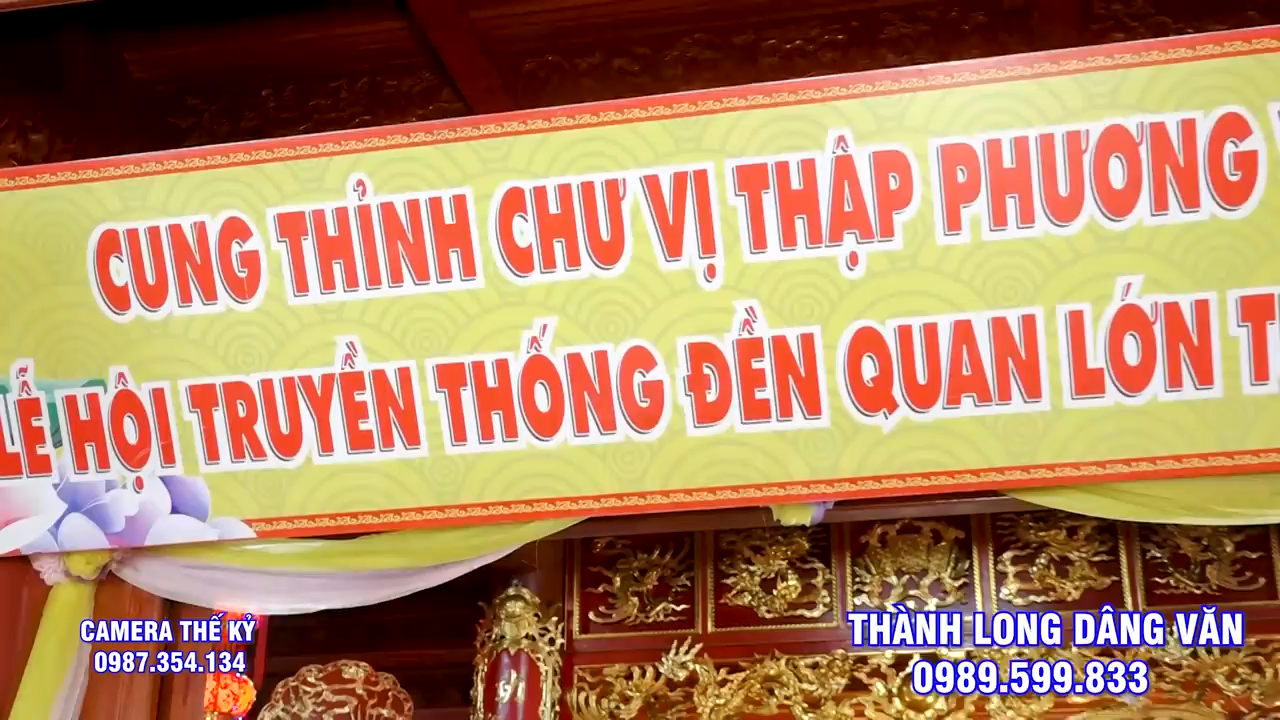 CUNG THỈNH CHƯ VỊ THẬP PHƯƠNG
LỄ HỘI TRUYỀN THỐNG ĐỀN QUAN LỚN
CAMERA THẾ KỶ
0987.354.134
THÀNH LONG DÂNG VĂN
0989.599.833